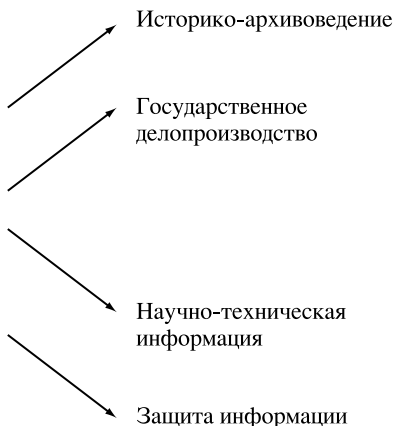 Историко-архивоведение
Государственное
делопроизводство
Научно-техническая
информация
Защита информации